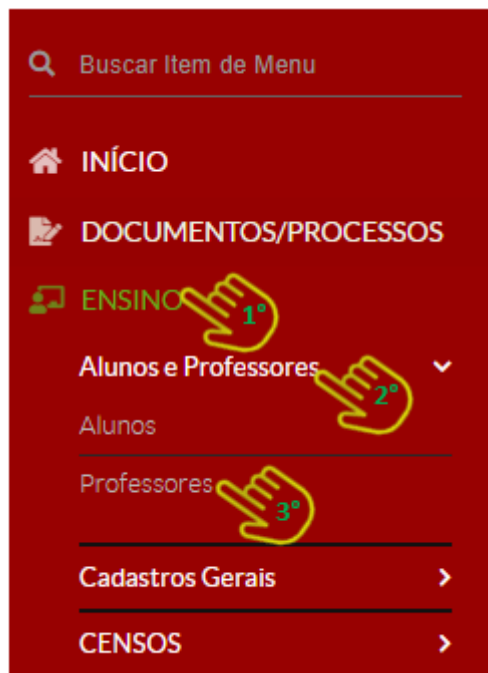 Buscar Item de Menu
INÍCIO
DOCUMENTOS/PROCESSOS
ENSINO 1°
Alunos e Professores 2°
Alunos
Professores 3°
Cadastros Gerais
CENSOS